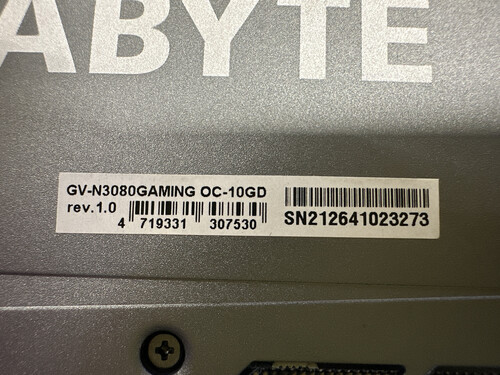 ABYTE
GV-N3080GAMING OC-10GD
rev.1.0
4 719331 307530
SN212641023273